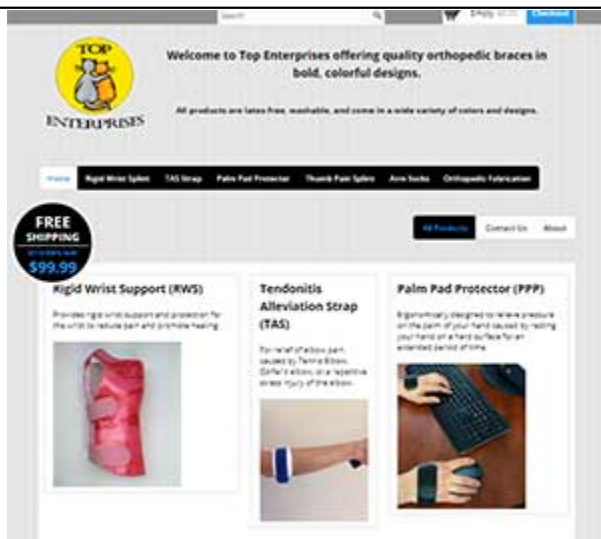 Search
Empty $0.00
Checkout
TOP
ENTERPRISES
Welcome to Top Enterprises offering quality orthopedic braces in
bold, colorful designs.
All products are latex free, washable, and come in a wide variety of colors and designs.
Home Rigid Wrist Splint TAS Strap Palm Pad Protector Thumb Pain Splint Arm Socks Orthopedic Fabrication
FREE
SHIPPING
$99.99
All Products Contact Us About
Rigid Wrist Support (RWS)
Provides rigid wrist support and protection for
the wrist to reduce pain and promote healing.
Tendonitis
Alleviation Strap
(TAS)
For relief of elbow pain
caused by Tennis Elbow,
Golfer's elbow, or a repetitive
stress injury of the elbow.
Palm Pad Protector (PPP)
Ergonomically designed to relieve pressure
on the palm of your hand caused by resting
your hand on a hard surface for an
extended period of time.